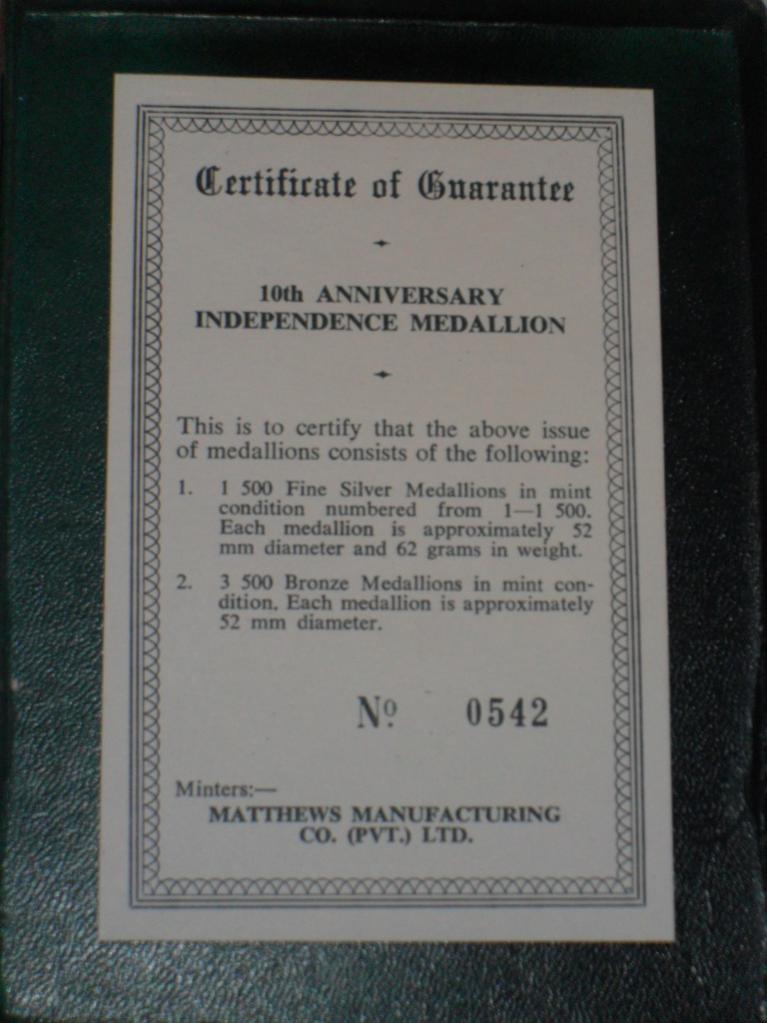 Certificate of Guarantee
10th ANNIVERSARY
INDEPENDENCE MEDALLION
This is to certify that the above issue
of medallions consists of the following:
1. 1 500 Fine Silver Medallions in mint
condition numbered from 1—1 500.
Each medallion is approximately 52
mm diameter and 62 grams in weight.
2. 3 500 Bronze Medallions in mint con-
dition. Each medallion is approximately
52 mm diameter.
Nº 0542
Minters:—
MATTHEWS MANUFACTURING
CO. (PVT.) LTD.